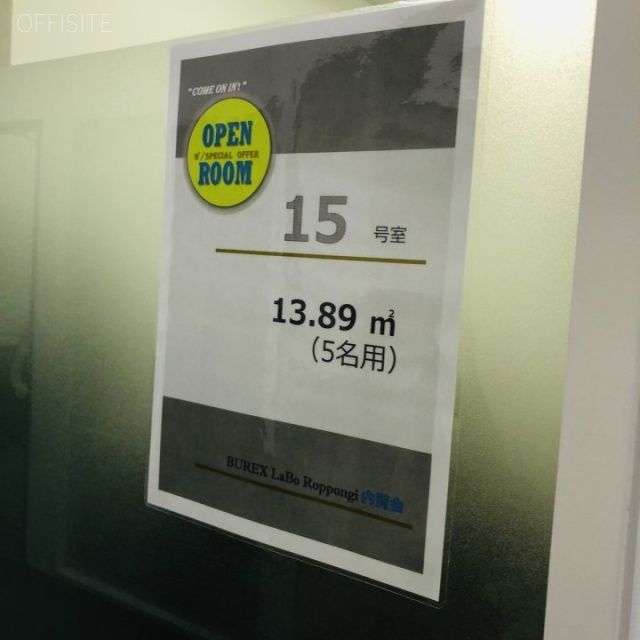 OFFISITE
"COME ON IN!"
OPEN
W/SPECIAL OFFER
ROOM
15 号室
13.89 ㎡
(5名用)
BUREX LaBo Roppongi 内覧会